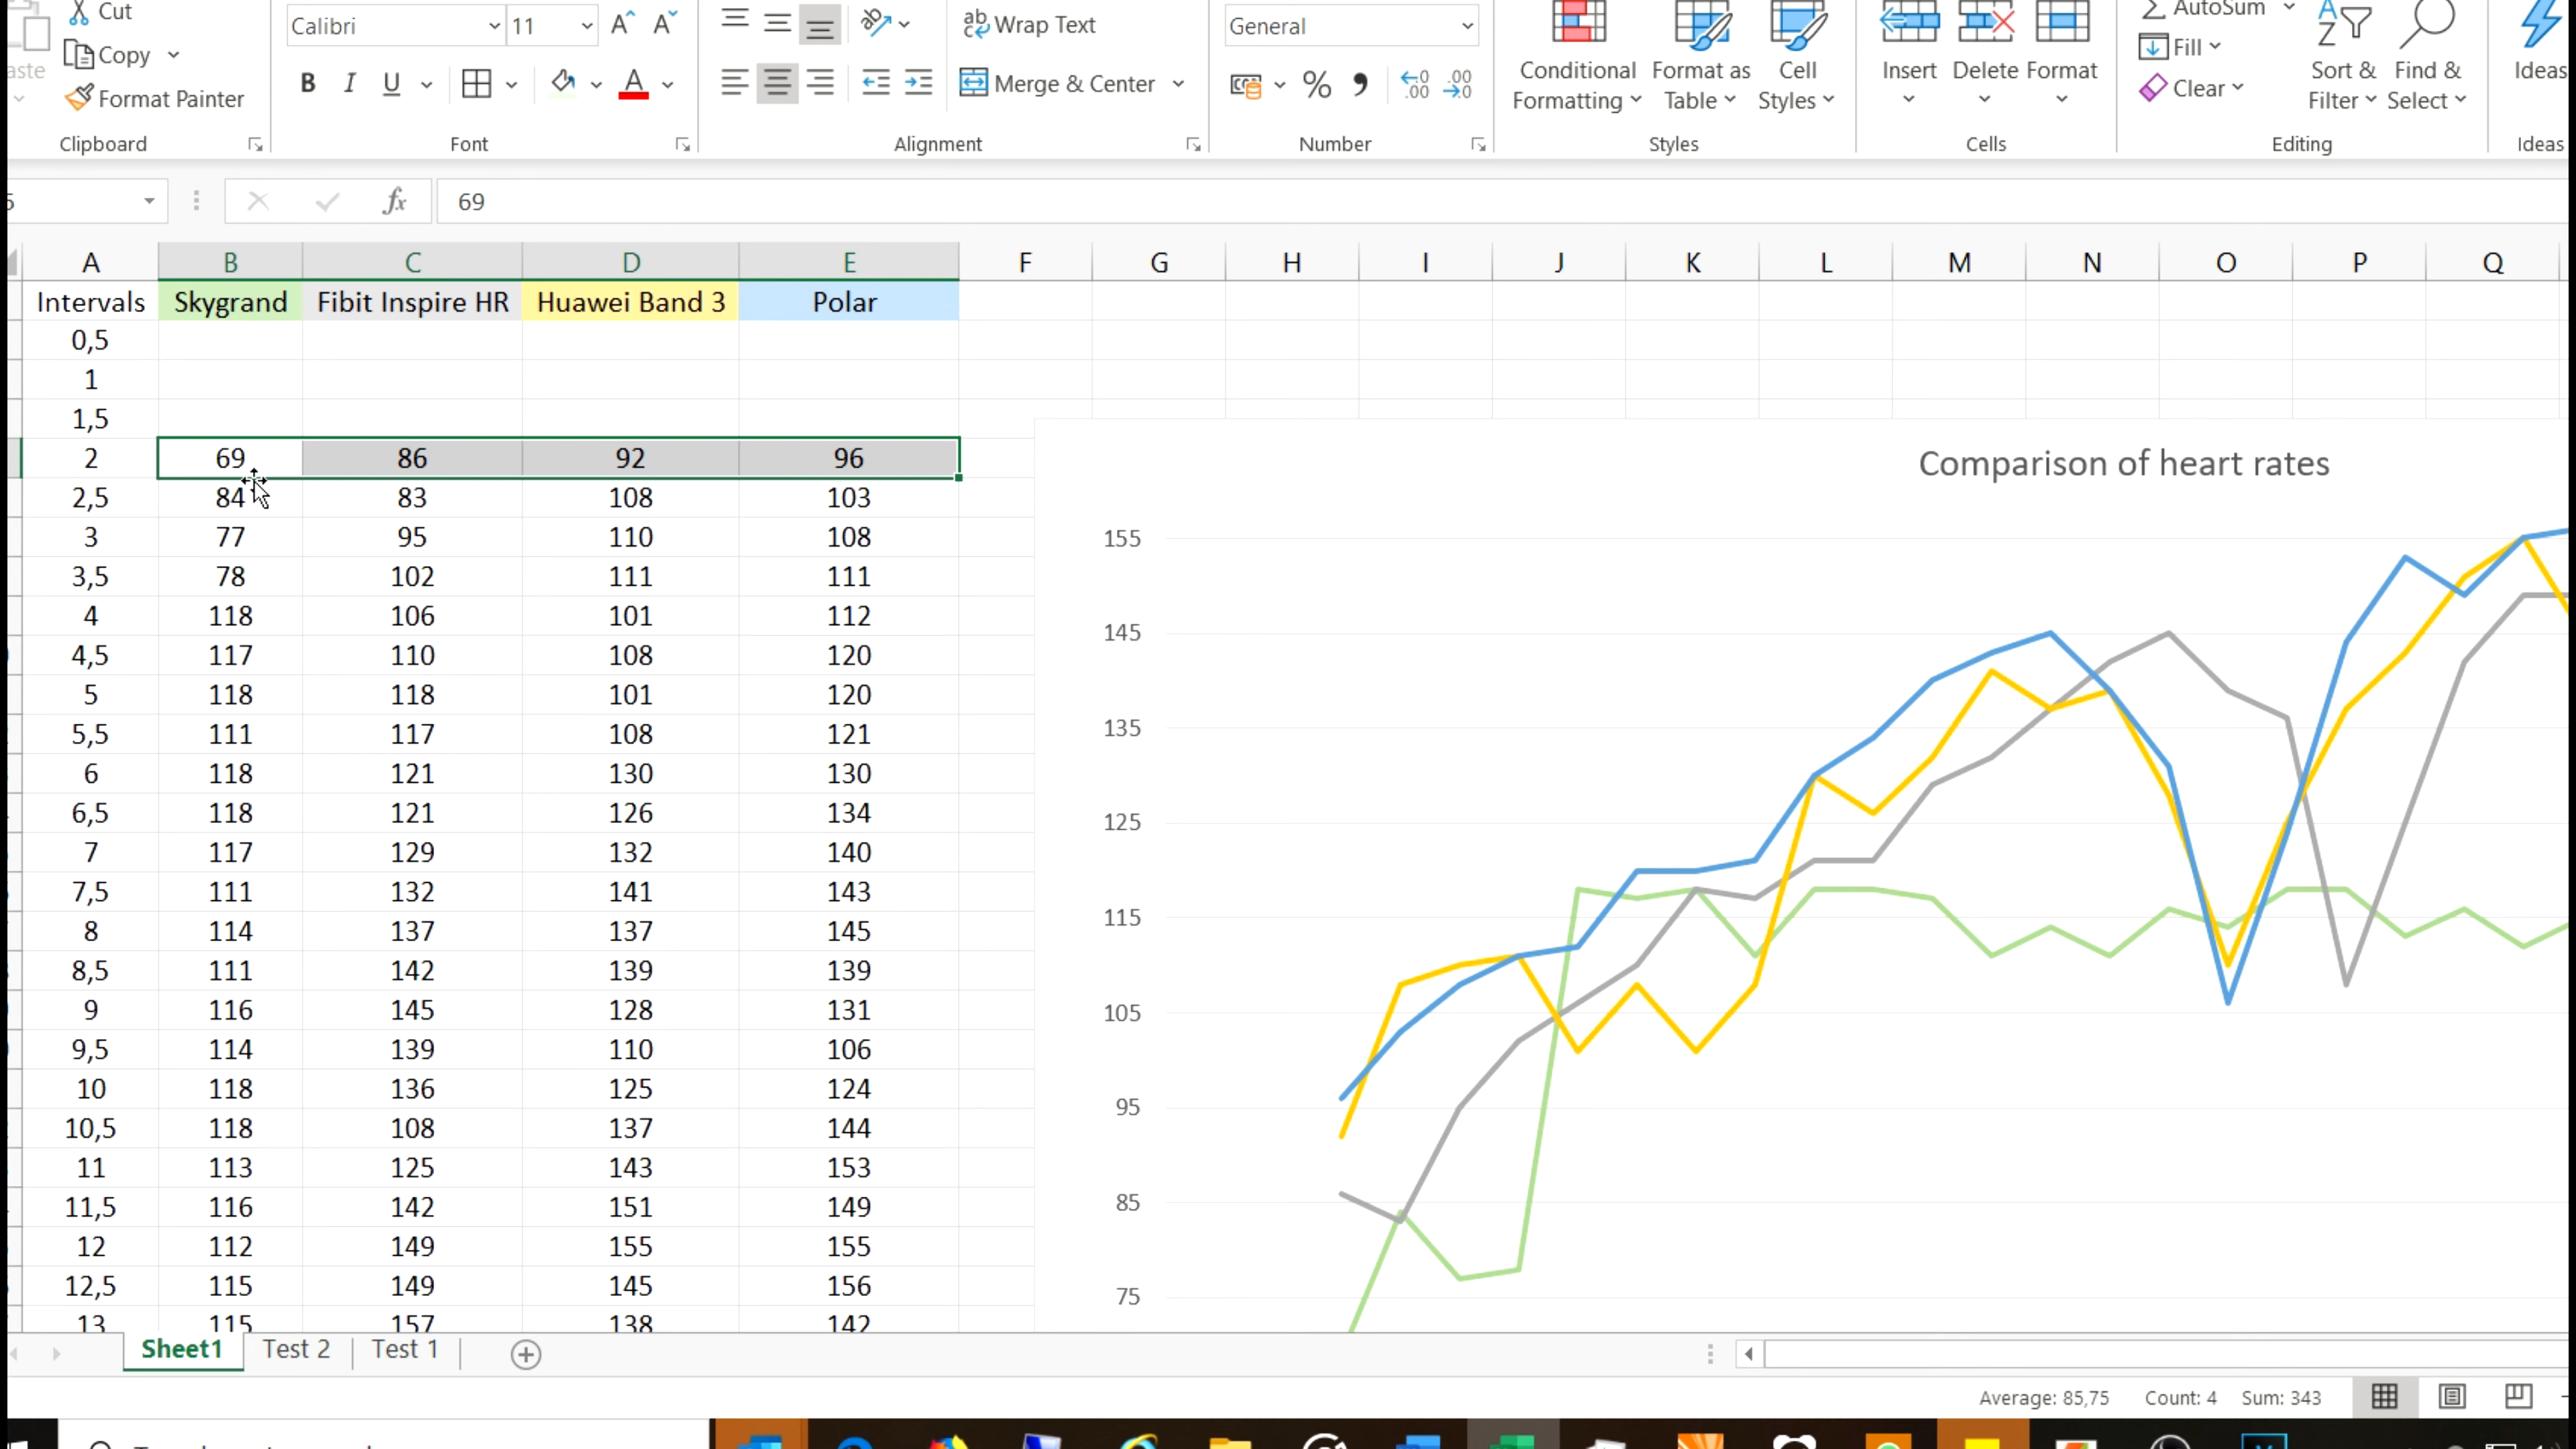 Cut
Copy
Format Painter
Clipboard
Calibri 11
B I U A
Font
Wrap Text
Merge & Center
Alignment
General
%
Number
Conditional Formatting
Format as Table
Cell Styles
Styles
Insert Delete Format
Cells
AutoSum
Fill
Clear
Sort & Filter
Find & Select
Editing
Ideas
Ideas
fx 69
A B C D E F G H I J K L M N O P Q
Intervals Skygrand Fibit Inspire HR Huawei Band 3 Polar
0,5
1
1,5
2 69 86 92 96
2,5 84 83 108 103
3 77 95 110 108
3,5 78 102 111 111
4 118 106 101 112
4,5 117 110 108 120
5 118 118 101 120
5,5 111 117 108 121
6 118 121 130 130
6,5 118 121 126 134
7 117 129 132 140
7,5 111 132 141 143
8 114 137 137 145
8,5 111 142 139 139
9 116 145 128 131
9,5 114 139 110 106
10 118 136 125 124
10,5 118 108 137 144
11 113 125 143 153
11,5 116 142 151 149
12 112 149 155 155
12,5 115 149 145 156
13 115 157 138 142
Comparison of heart rates
155
145
135
125
115
105
95
85
75
Sheet1 Test 2 Test 1
Average: 85,75 Count: 4 Sum: 343